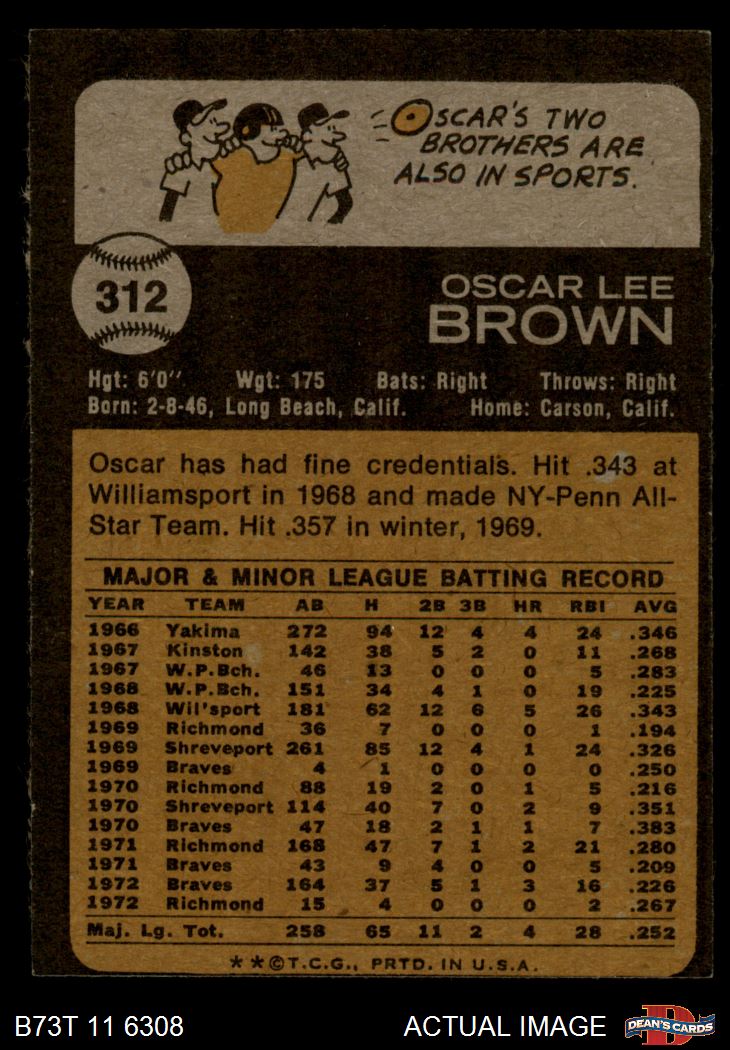 OSCAR'S TWO
BROTHERS ARE
ALSO IN SPORTS.
312
OSCAR LEE
BROWN
Hgt: 6'0" Wgt: 175 Bats: Right Throws: Right
Born: 2-8-46, Long Beach, Calif. Home: Carson, Calif.
Oscar has had fine credentials. Hit .343 at
Williamsport in 1968 and made NY-Penn All-
Star Team. Hit .357 in winter, 1969.
MAJOR & MINOR LEAGUE BATTING RECORD
YEAR TEAM AB H 2B 3B HR RBI AVG
1966 Yakima 272 94 12 4 4 24 .346
1967 Kinston 142 38 5 2 0 11 .268
1967 W.P.Bch. 46 13 0 0 0 5 .283
1968 W.P.Bch. 151 34 4 1 0 19 .225
1968 Wil'sport 181 62 12 6 5 26 .343
1969 Richmond 36 7 0 0 0 1 .194
1969 Shreveport 261 85 12 4 1 24 .326
1969 Braves 4 1 0 0 0 0 .250
1970 Richmond 88 19 2 0 1 5 .216
1970 Shreveport 114 40 7 0 2 9 .351
1970 Braves 47 18 2 1 1 7 .383
1971 Richmond 168 47 7 1 2 21 .280
1971 Braves 43 9 4 0 0 5 .209
1972 Braves 164 37 5 1 3 16 .226
1972 Richmond 15 4 0 0 0 2 .267
Maj. Lg. Tot. 258 65 11 2 4 28 .252
**©T.C.G., PRTD. IN U.S.A.
B73T 11 6308 ACTUAL IMAGE
D
DEAN'S CARDS